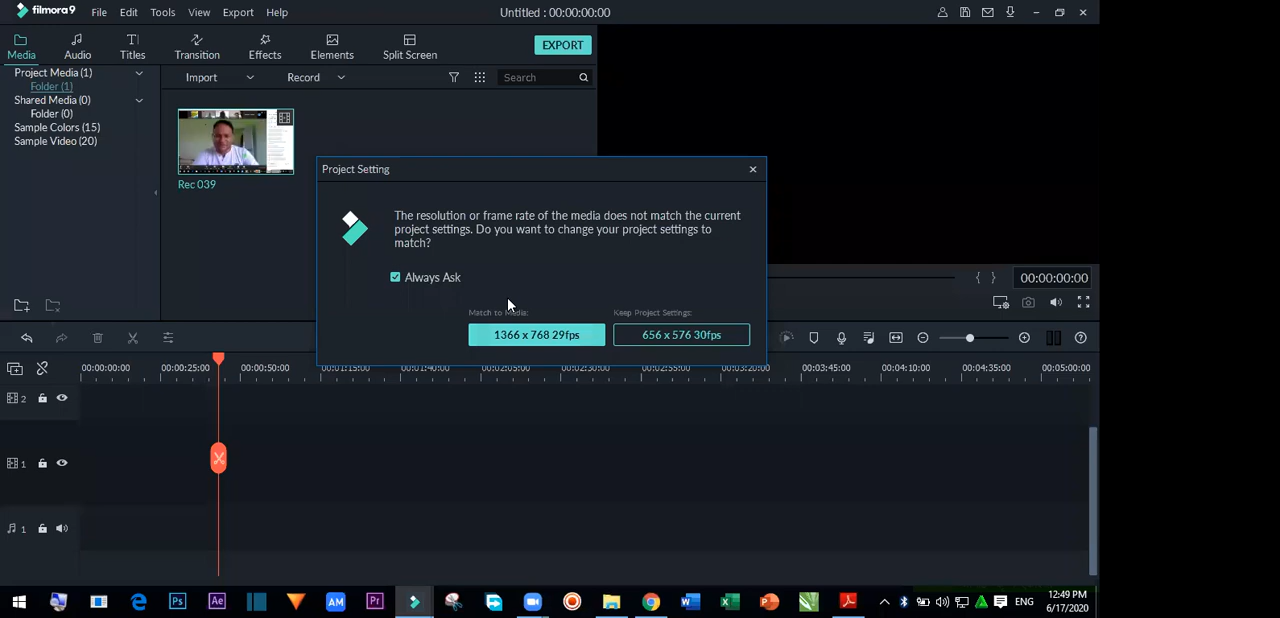 filmora9 File Edit Tools View Export Help Untitled : 00:00:00:00
Media Audio Titles Transition Effects Elements Split Screen EXPORT
Project Media (1)
Folder (1)
Shared Media (0)
Folder (0)
Sample Colors (15)
Sample Video (20)
Import Record Search
Rec 039
Project Setting
The resolution or frame rate of the media does not match the current
project settings. Do you want to change your project settings to
match?
Always Ask
Match to Media: Keep Project Settings:
1366 x 768 29fps 656 x 576 30fps
{ } 00:00:00:00
00:00:00:00 00:00:25:00 00:00:50:00 00:01:15:00 00:01:40:00 00:02:05:00 00:02:30:00 00:02:55:00 00:03:20:00 00:03:45:00 00:04:10:00 00:04:35:00 00:05:00:00
2
1
1
Ps Ae AM Pr ENG
12:49 PM
6/17/2020